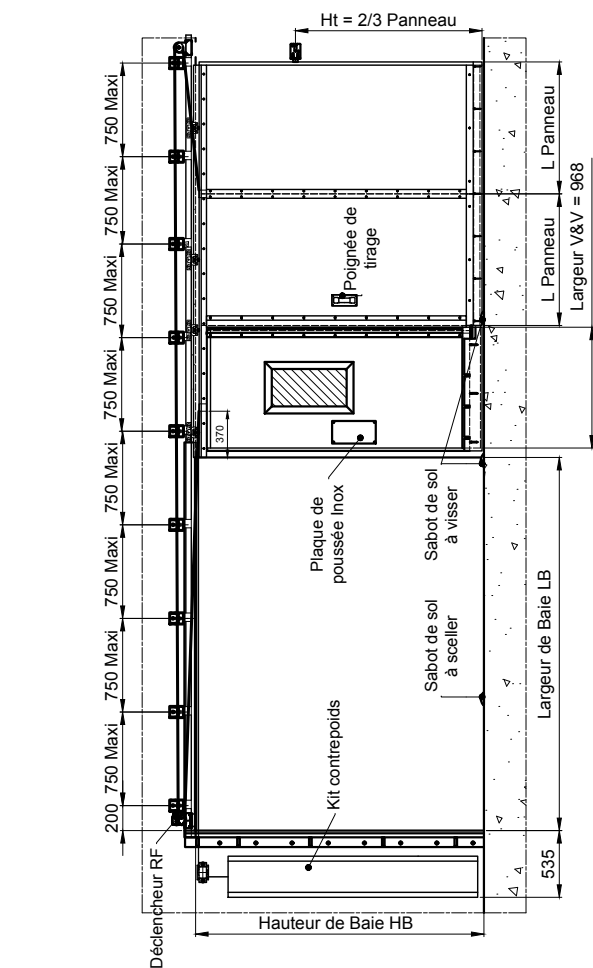 Ht = 2/3 Panneau
750 Maxi
750 Maxi
750 Maxi
750 Maxi
750 Maxi
750 Maxi
750 Maxi
750 Maxi
200
L Panneau
L Panneau
Largeur V&V = 968
Poignée de
tirage
370
Plaque de
poussée Inox
Sabot de sol
à visser
Sabot de sol
à sceller
Largeur de Baie LB
Kit contrepoids
535
Déclencheur RF
Hauteur de Baie HB